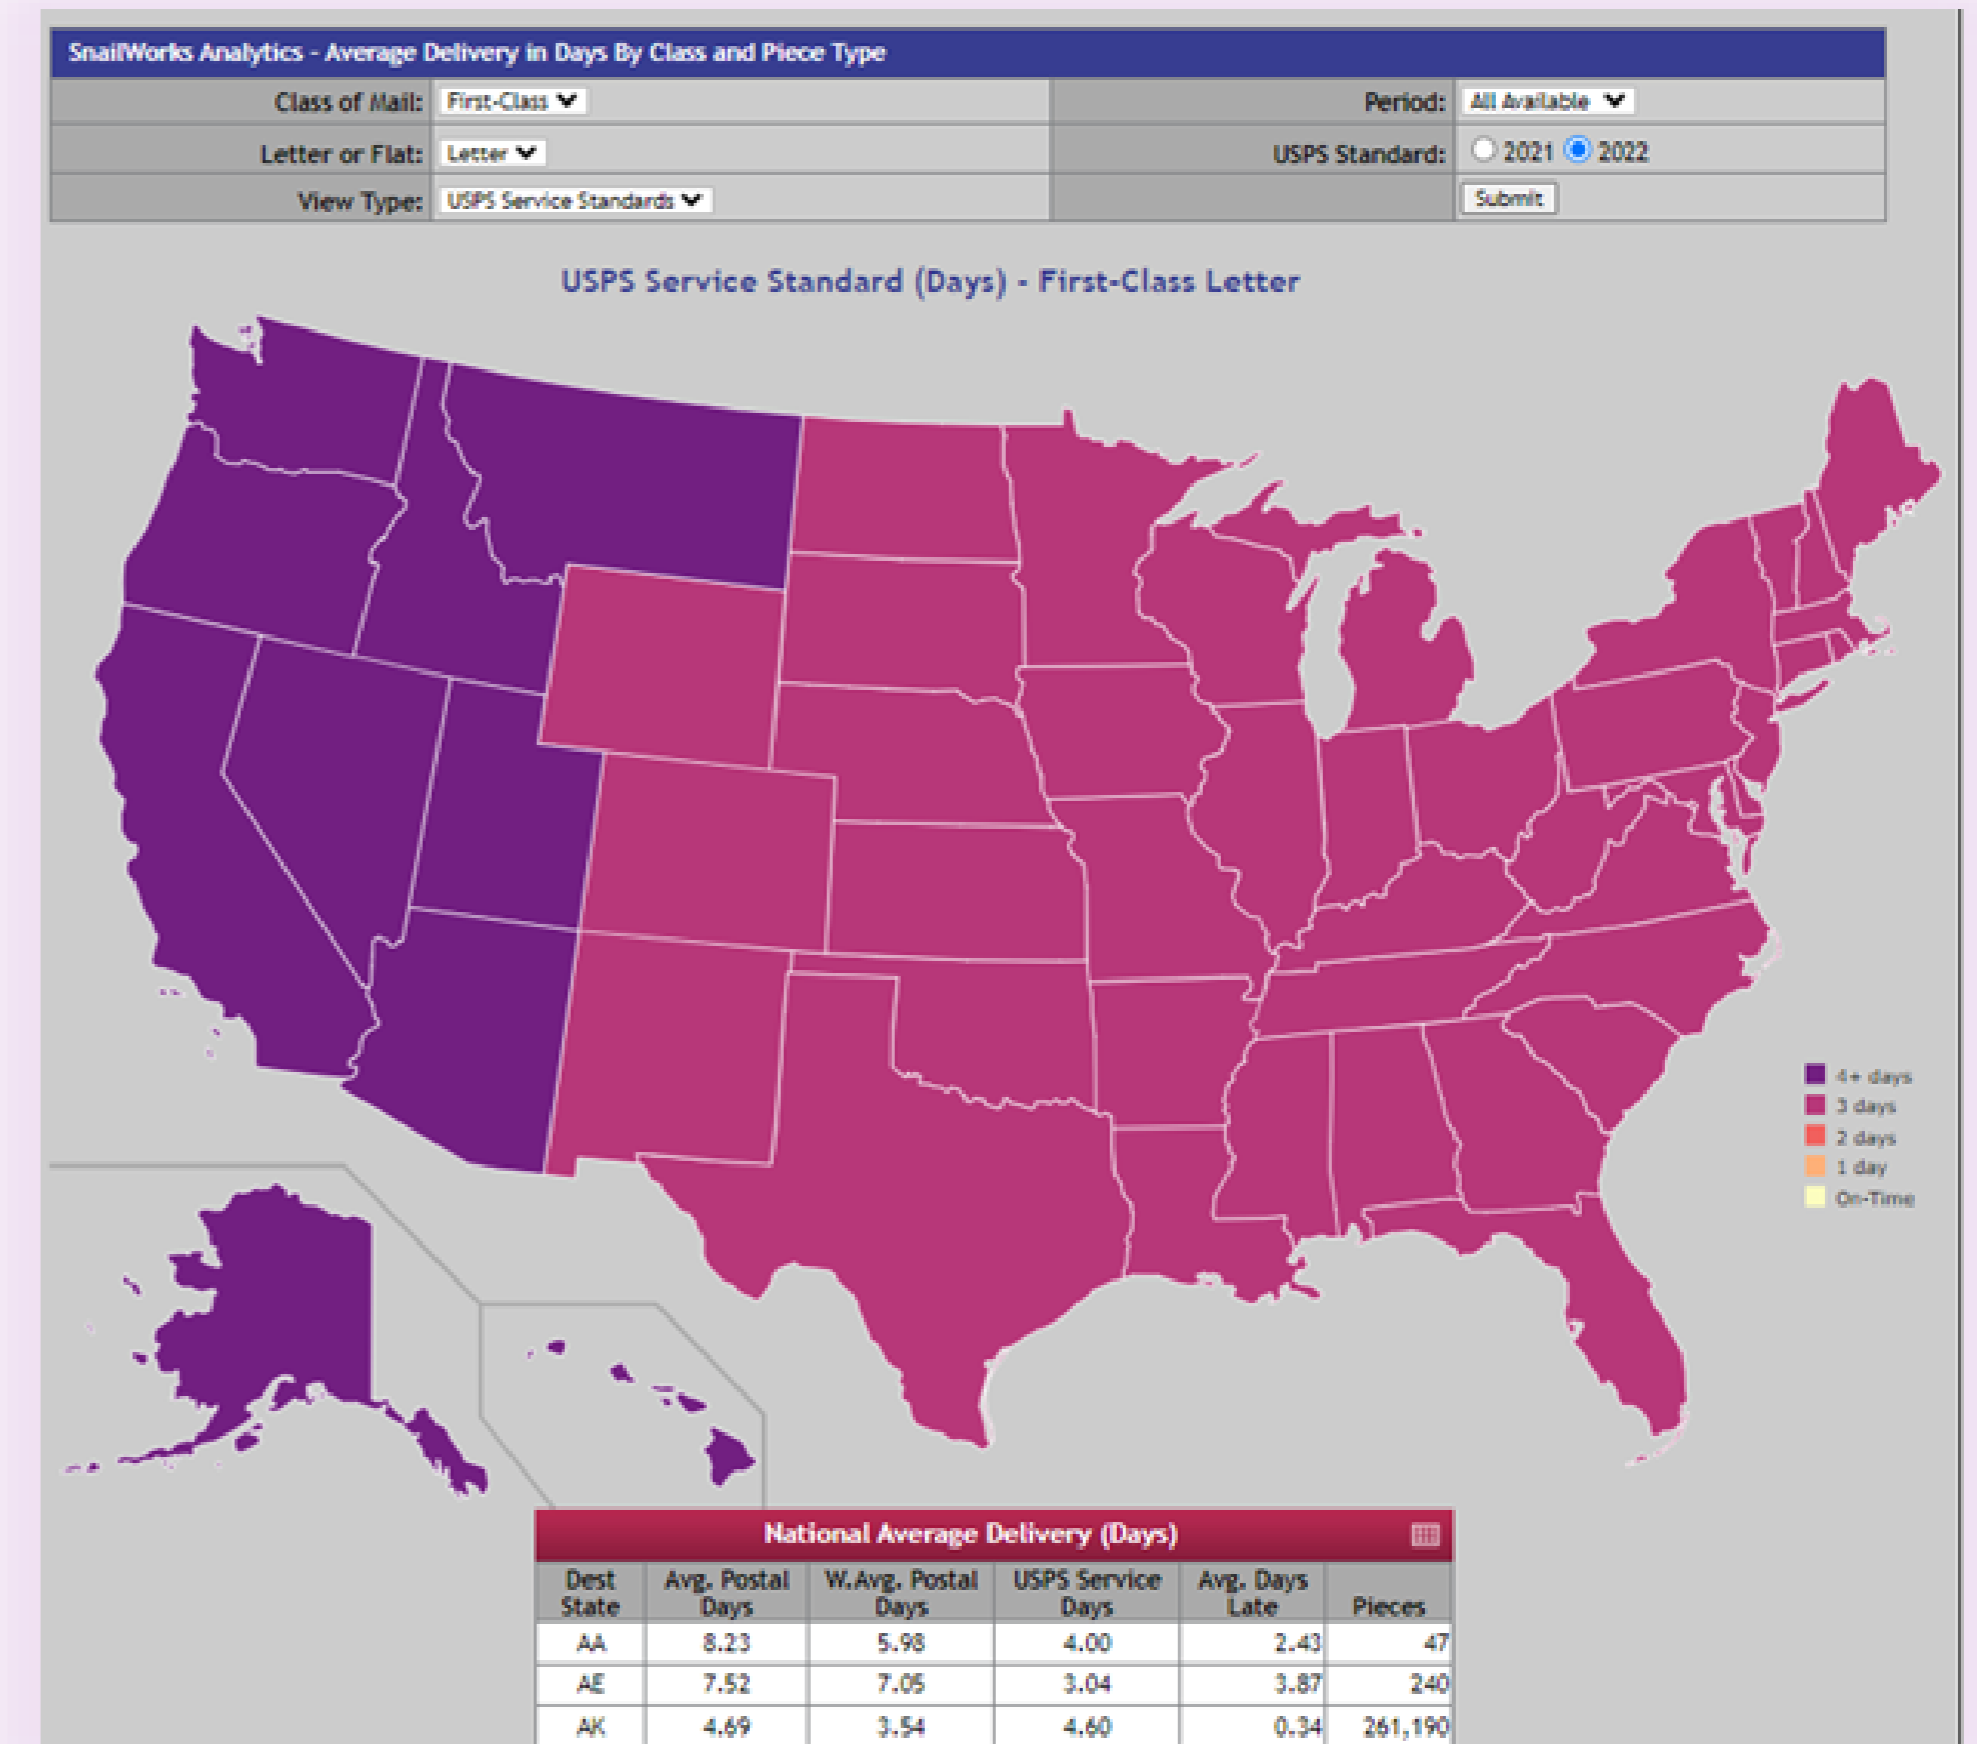 SnailWorks Analytics - Average Delivery in Days By Class and Piece Type
Class of Mail: First-Class Period: All Available
Letter or Flat: Letter USPS Standard: 2021 2022
View Type: USPS Service Standards Submit
USPS Service Standard (Days) - First-Class Letter
4+ days
3 days
2 days
1 day
On-Time
National Average Delivery (Days)
Dest State Avg. Postal Days W.Avg. Postal Days USPS Service Days Avg. Days Late Pieces
AA 8.23 5.98 4.00 2.43 47
AE 7.52 7.05 3.04 3.87 240
AK 4.69 3.54 4.60 0.34 261,190